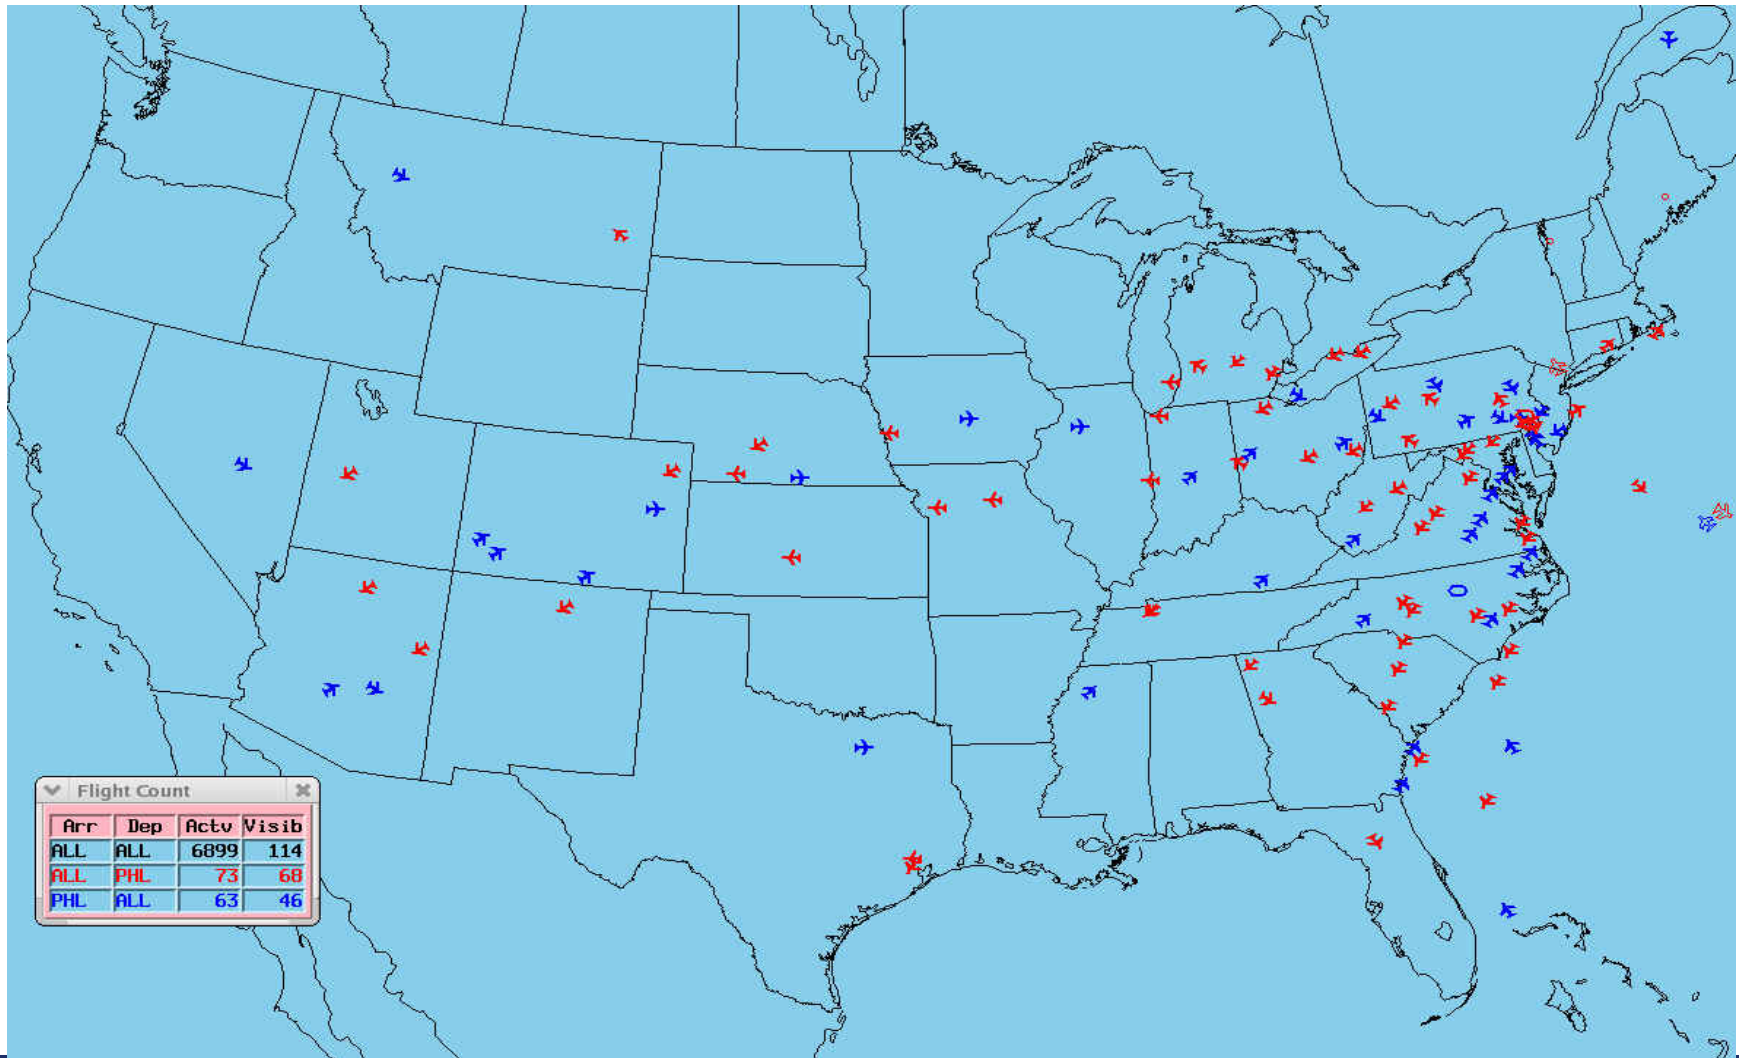 Flight Count
Arr Dep Actv Visib
ALL ALL 6899 114
ALL PHL 73 68
PHL ALL 63 46